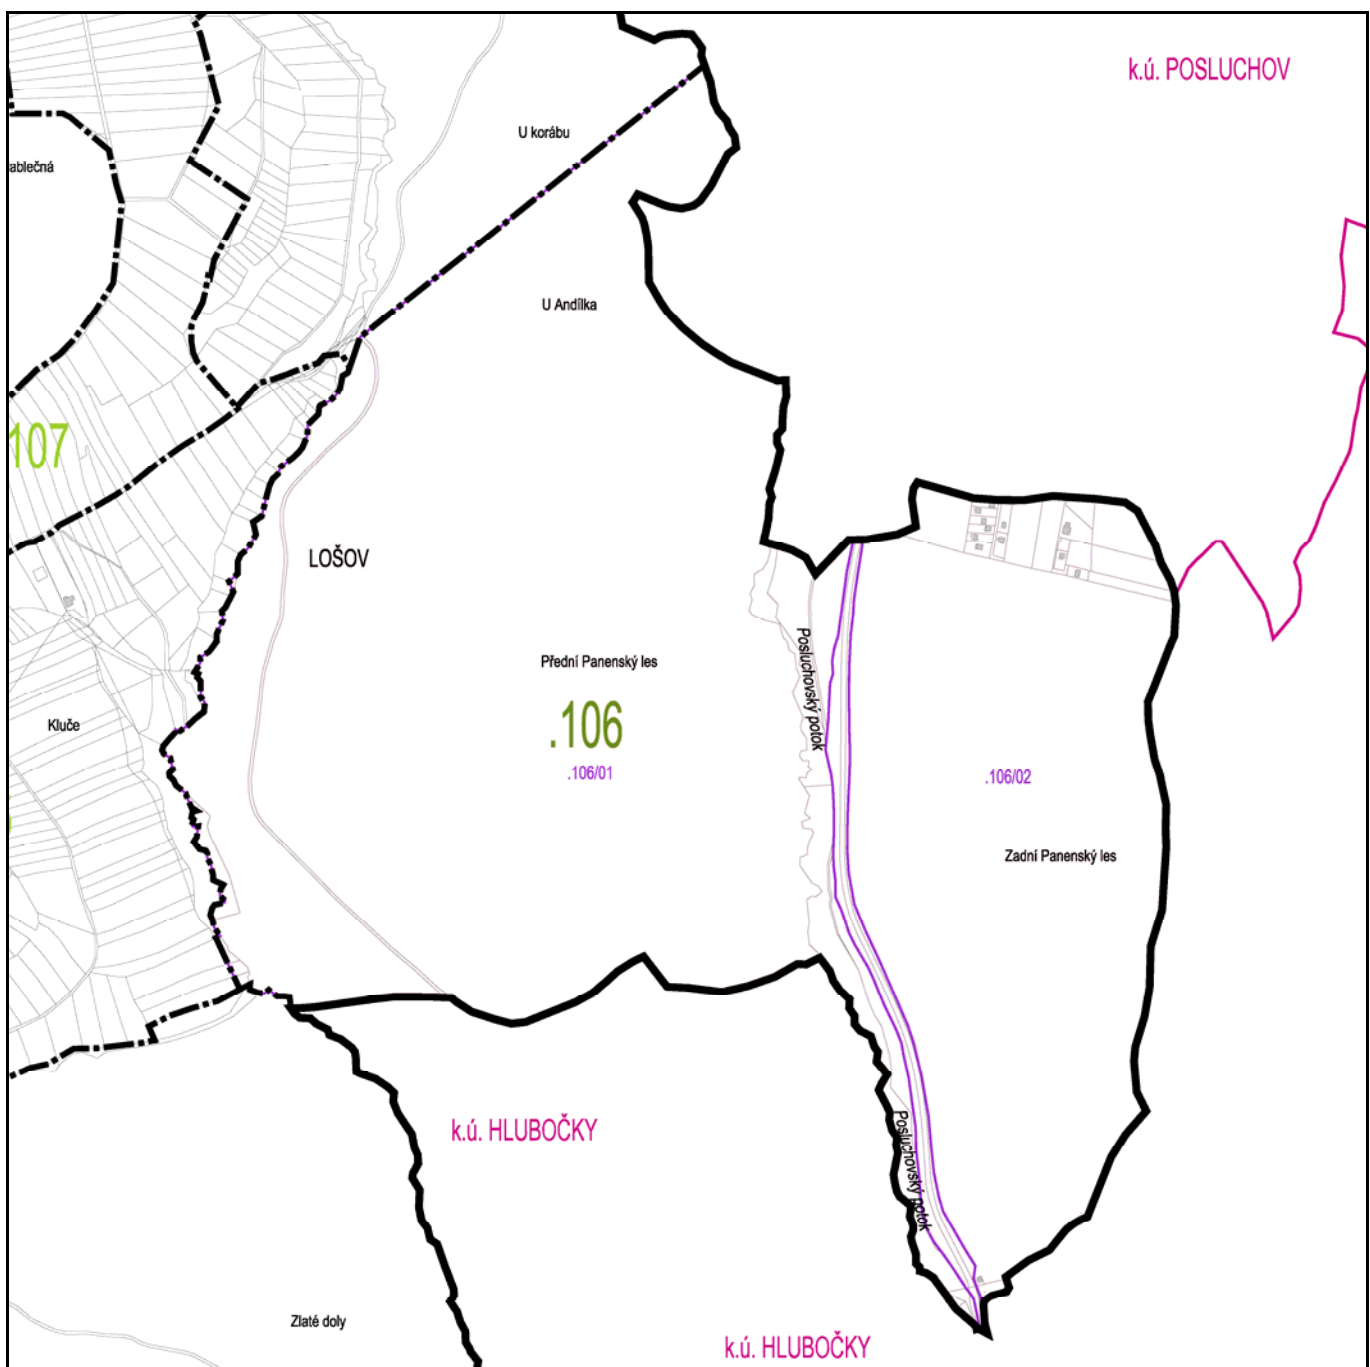 k.ú. POSLUCHOV
U korábu
ablečná
U Andílka
107
LOŠOV
Přední Panenský les
Posluchovský potok
.106
Kluče
.106/01
.106/02
Zadní Panenský les
k.ú. HLUBOČKY
Posluchovský potok
Zlaté doly
k.ú. HLUBOČKY